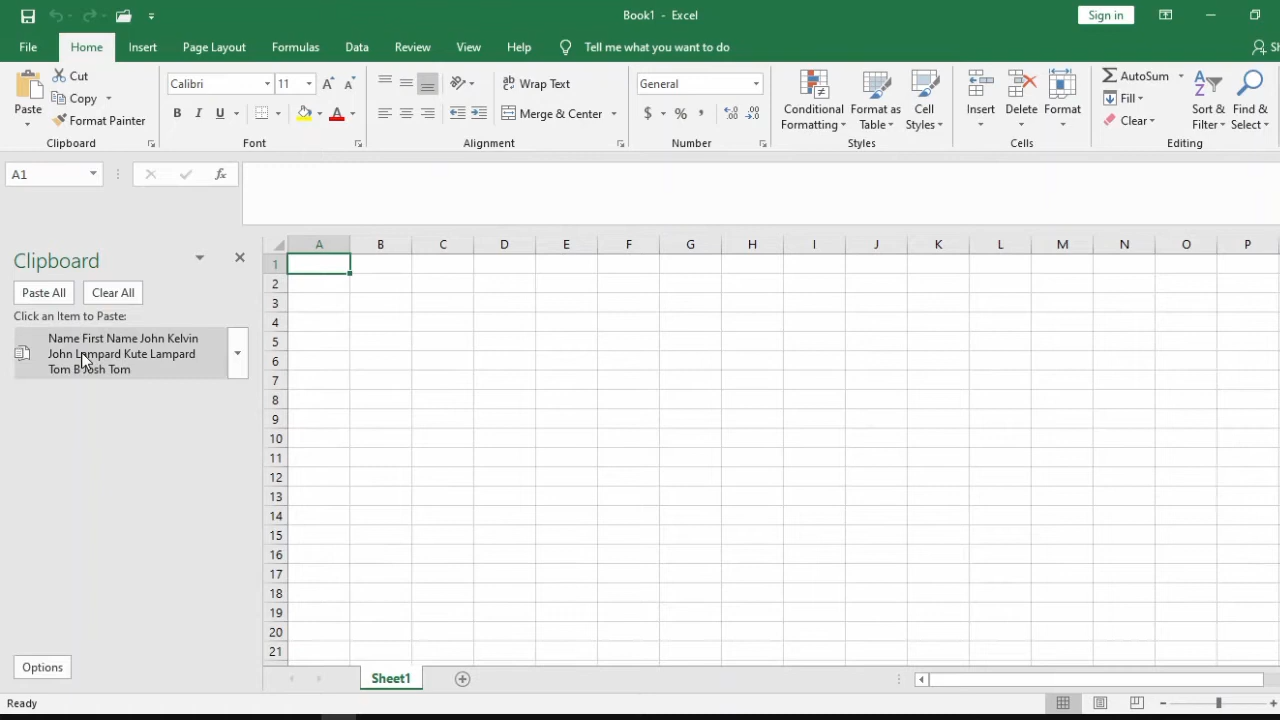 Book1 - Excel
Sign in
File Home Insert Page Layout Formulas Data Review View Help Tell me what you want to do
Paste
Cut
Copy
Format Painter
Clipboard
Calibri 11
B I U
Font
Wrap Text
Merge & Center
Alignment
General
$ % ,
Number
Conditional Formatting
Format as Table
Cell Styles
Styles
Insert Delete Format
Cells
AutoSum
Fill
Clear
Sort & Filter
Find & Select
Editing
A1 fx
Clipboard
Paste All Clear All
Click an Item to Paste:
Name First Name John Kelvin
John Lampard Kute Lampard
Tom B Josh Tom
Options
A B C D E F G H I J K L M N O P
1
2
3
4
5
6
7
8
9
10
11
12
13
14
15
16
17
18
19
20
21
Sheet1
Ready